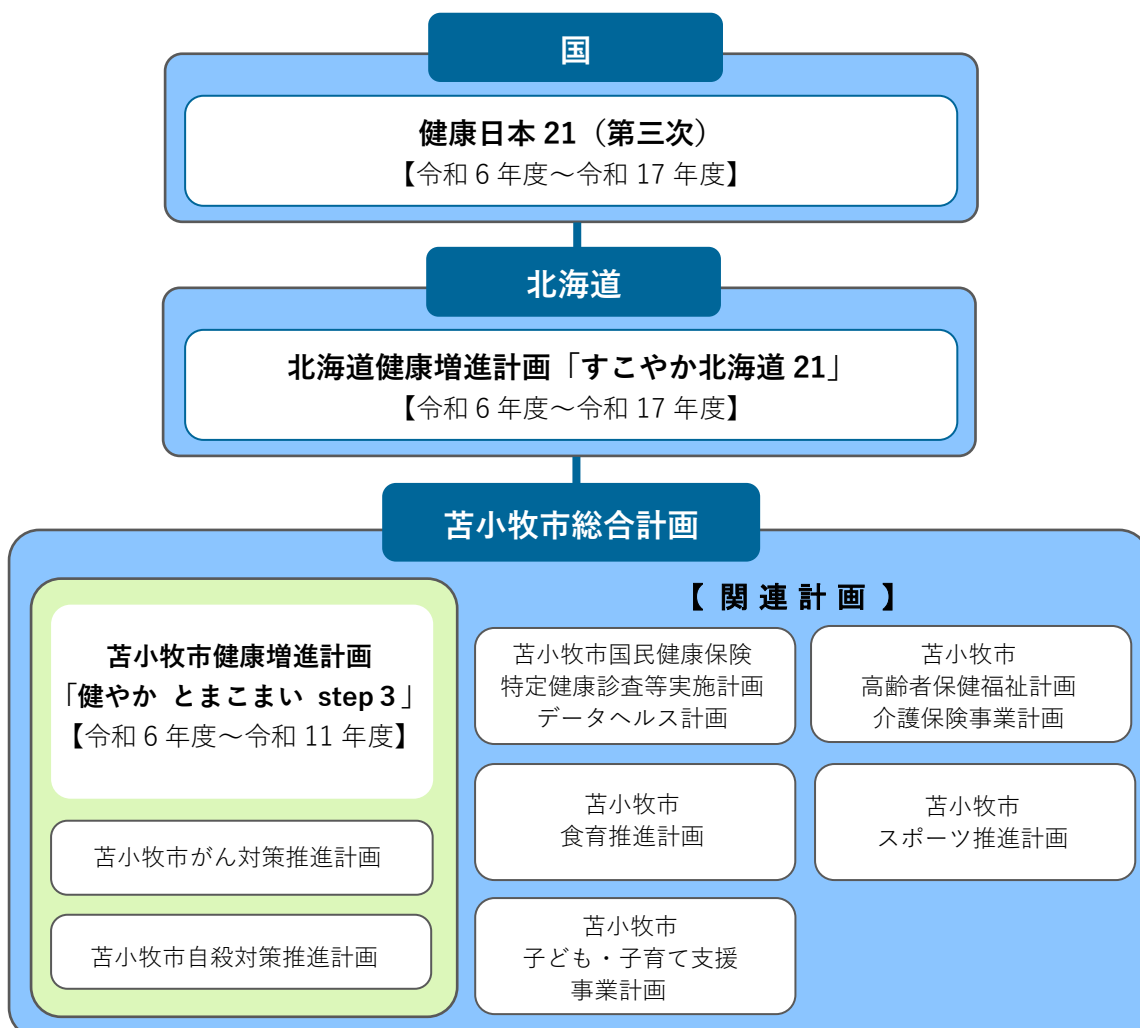 国
健康日本 21（第三次）
【令和 6 年度～令和 17 年度】
北海道
北海道健康増進計画「すこやか北海道 21」
【令和 6 年度～令和 17 年度】
苫小牧市総合計画
苫小牧市健康増進計画
「健やか とまこまい step 3 」
【令和 6 年度～令和 11 年度】
苫小牧市がん対策推進計画
苫小牧市自殺対策推進計画
【 関 連 計 画 】
苫小牧市国民健康保険
特定健康診査等実施計画
データヘルス計画
苫小牧市
高齢者保健福祉計画
介護保険事業計画
苫小牧市
食育推進計画
苫小牧市
スポーツ推進計画
苫小牧市
子ども・子育て支援
事業計画